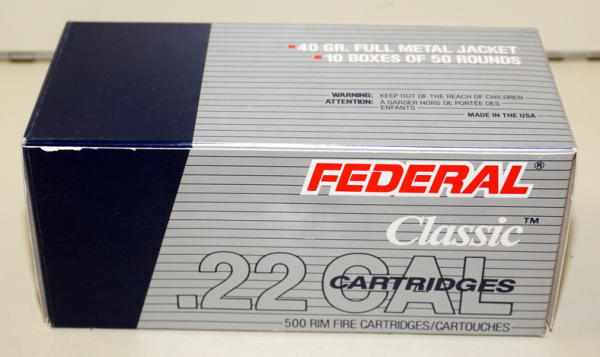 ▪40 GR. FULL METAL JACKET
▪10 BOXES OF 50 ROUNDS
WARNING: KEEP OUT OF THE REACH OF CHILDREN
ATTENTION: À GARDER HORS DE PORTÉE DES
ENFANTS
MADE IN THE USA
FEDERAL®
Classic™
.22 CAL
CARTRIDGES
500 RIM FIRE CARTRIDGES/CARTOUCHES